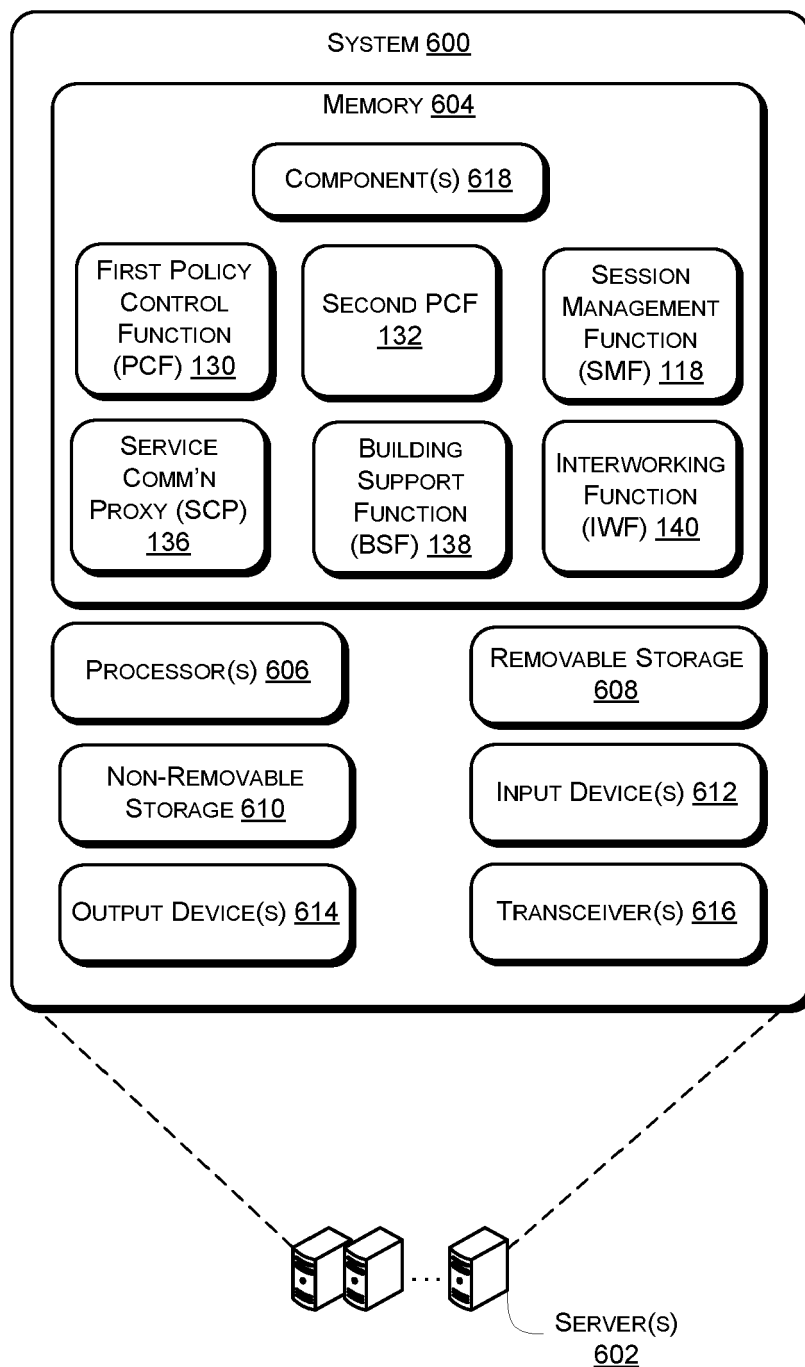 SYSTEM 600
MEMORY 604
COMPONENT(S) 618
FIRST POLICY
CONTROL
FUNCTION
(PCF) 130
SECOND PCF
132
SESSION
MANAGEMENT
FUNCTION
(SMF) 118
SERVICE
COMM'N
PROXY (SCP)
136
BUILDING
SUPPORT
FUNCTION
(BSF) 138
INTERWORKING
FUNCTION
(IWF) 140
PROCESSOR(S) 606
REMOVABLE STORAGE
608
NON-REMOVABLE
STORAGE 610
INPUT DEVICE(S) 612
OUTPUT DEVICE(S) 614
TRANSCEIVER(S) 616
...
SERVER(S)
602